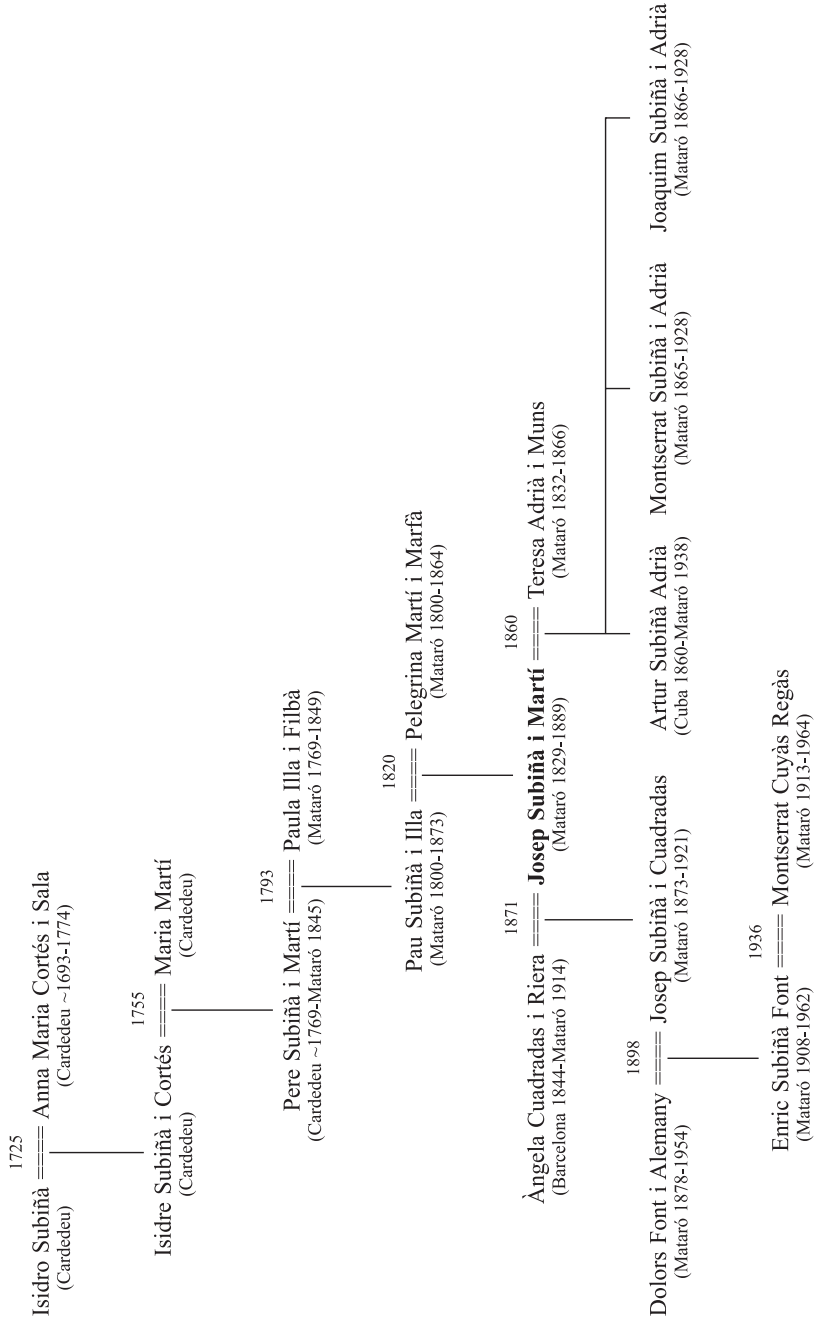 1725
Isidro Subiñà ==== Anna Maria Cortés i Sala
(Cardedeu) (Cardedeu ~1693-1774)
1755
Isidre Subiñà i Cortés ==== Maria Martí
(Cardedeu) (Cardedeu)
1793
Pere Subiñà i Martí ==== Paula Illa i Filbà
(Cardedeu ~1769-Mataró 1845) (Mataró 1769-1849)
1820
Pau Subiñà i Illa ==== Pelegrina Martí i Marfà
(Mataró 1800-1873) (Mataró 1800-1864)
1871 1860
Àngela Cuadradas i Riera ==== Josep Subiñà i Martí ==== Teresa Adrià i Muns
(Barcelona 1844-Mataró 1914) (Mataró 1829-1889) (Mataró 1832-1866)
1898
Dolors Font i Alemany ==== Josep Subiñà i Cuadradas Artur Subiñà Adrià Montserrat Subiñà i Adrià Joaquim Subiñà i Adrià
(Mataró 1878-1954) (Mataró 1873-1921) (Cuba 1860-Mataró 1938) (Mataró 1865-1928) (Mataró 1866-1928)
1936
Enric Subiñà Font ==== Montserrat Cuyàs Regàs
(Mataró 1908-1962) (Mataró 1913-1964)